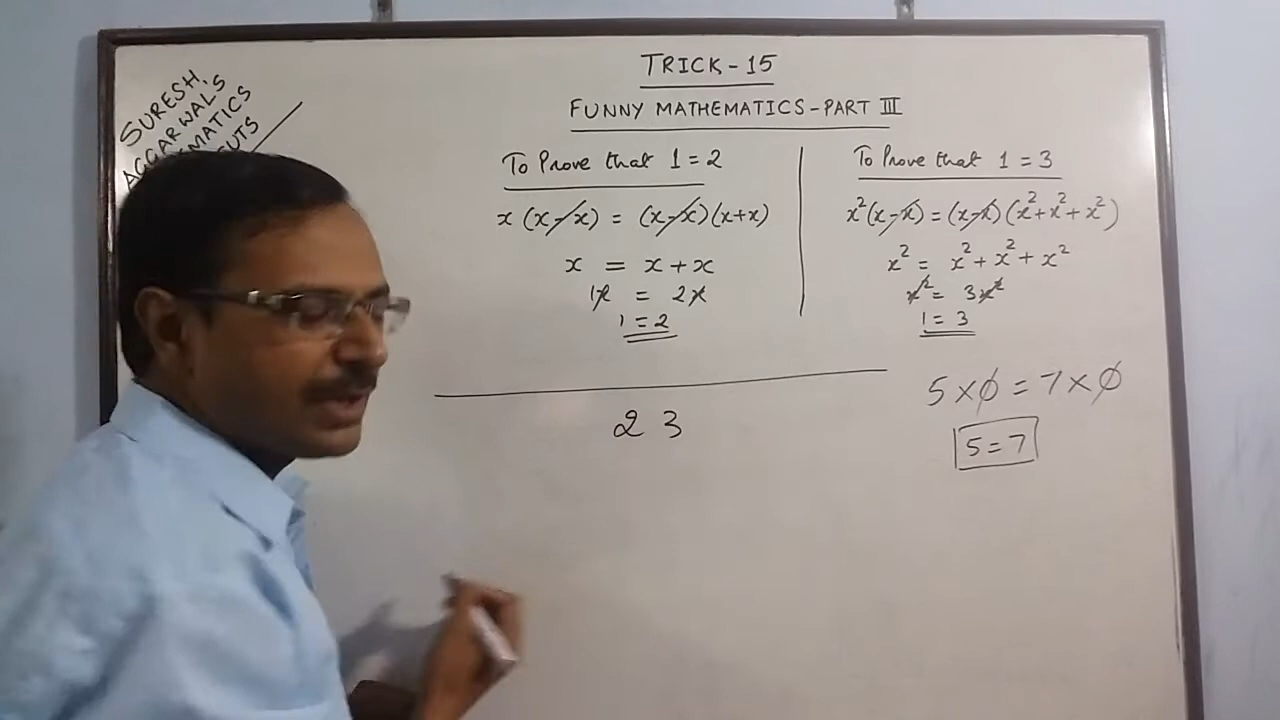 SURESH
AGGARWAL'S
TRICK - 15
FUNNY MATHEMATICS - PART III
To Prove that 1 = 2
x (x - x) = (x - x)(x + x)
x = x + x
1x = 2x
1 = 2
To Prove that 1 = 3
x²(x - x) = (x - x)(x² + x² + x²)
x² = x² + x² + x²
x² = 3x²
1 = 3
5 × 0 = 7 × 0
5 = 7
2 3